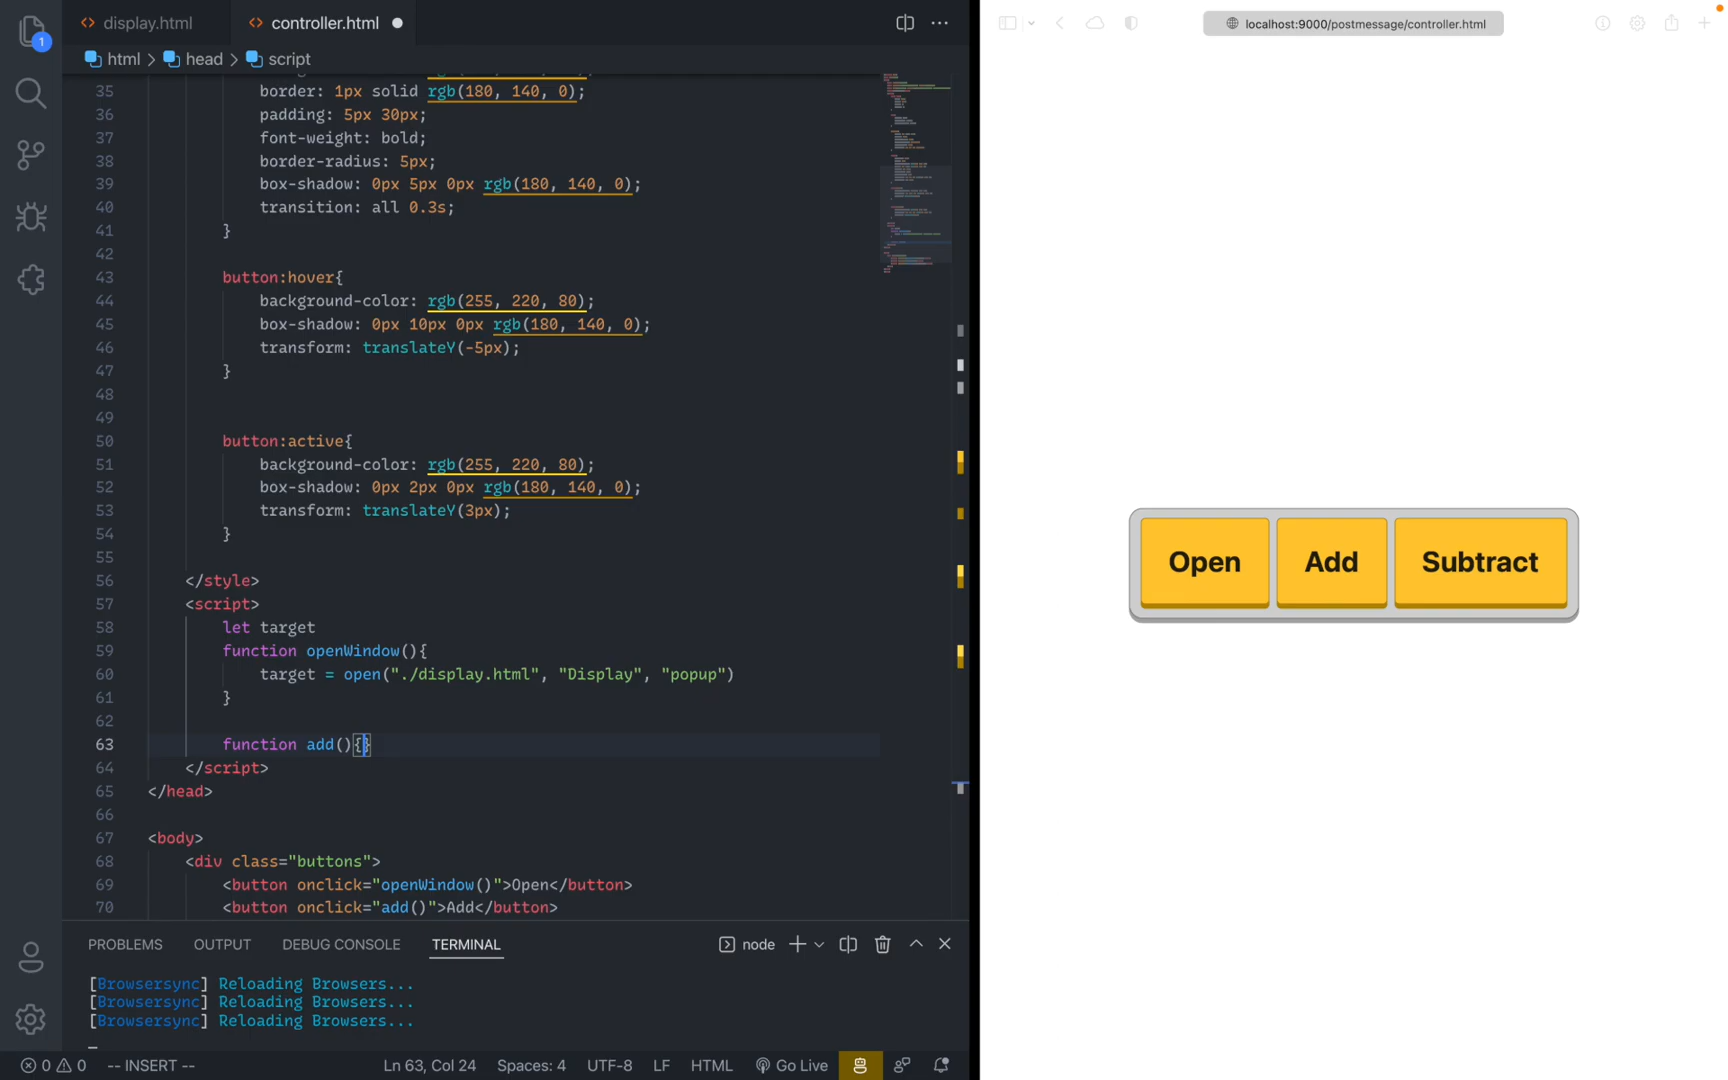 display.html
controller.html
localhost:9000/postmessage/controller.html
1
html > head > script
35 border: 1px solid rgb(180, 140, 0);
36 padding: 5px 30px;
37 font-weight: bold;
38 border-radius: 5px;
39 box-shadow: 0px 5px 0px rgb(180, 140, 0);
40 transition: all 0.3s;
41 }
42
43 button:hover{
44 background-color: rgb(255, 220, 80);
45 box-shadow: 0px 10px 0px rgb(180, 140, 0);
46 transform: translateY(-5px);
47 }
48
49
50 button:active{
51 background-color: rgb(255, 220, 80);
52 box-shadow: 0px 2px 0px rgb(180, 140, 0);
53 transform: translateY(3px);
54 }
55
56 </style>
57 <script>
58 let target
59 function openWindow(){
60 target = open("./display.html", "Display", "popup")
61 }
62
63 function add(){}
64 </script>
65 </head>
66
67 <body>
68 <div class="buttons">
69 <button onclick="openWindow()">Open</button>
70 <button onclick="add()">Add</button>
Open
Add
Subtract
PROBLEMS OUTPUT DEBUG CONSOLE TERMINAL
node
[Browsersync] Reloading Browsers...
[Browsersync] Reloading Browsers...
[Browsersync] Reloading Browsers...
0 0 -- INSERT -- Ln 63, Col 24 Spaces: 4 UTF-8 LF HTML Go Live